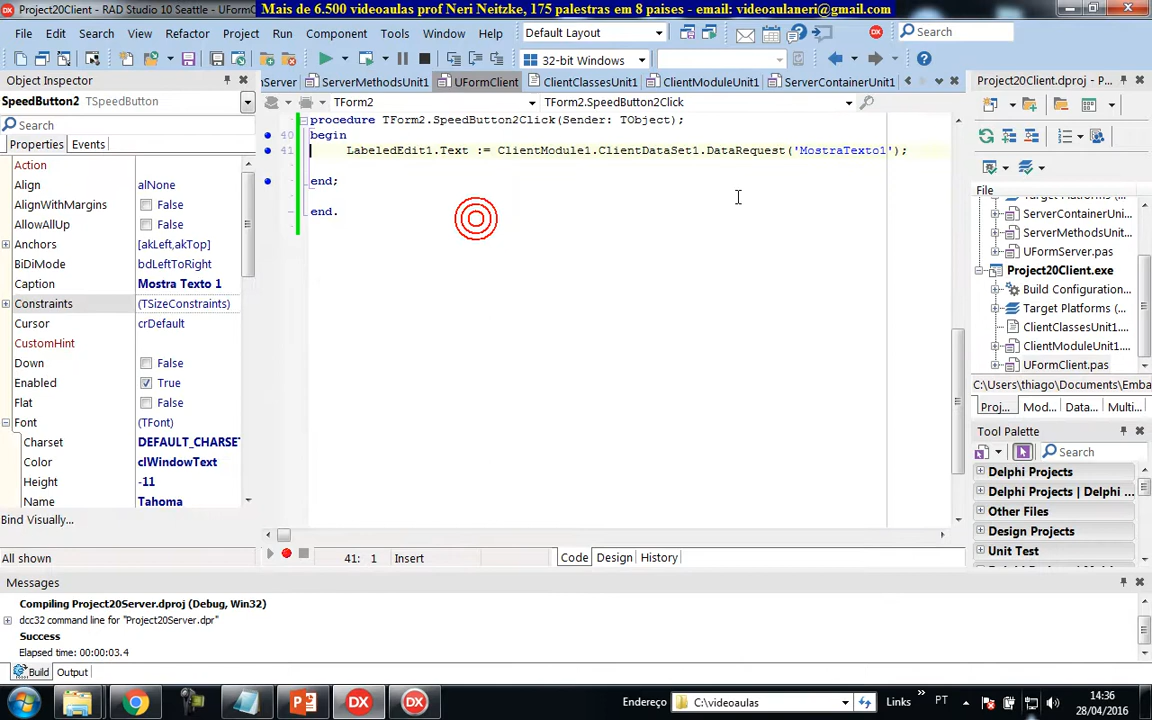 Project20Client - RAD Studio 10 Seattle - UFormC
Mais de 6.500 videoaulas prof Neri Neitzke, 175 palestras em 8 paises - email: videoaulaneri@gmail.com
File Edit Search View Refactor Project Run Component Tools Window Help
Default Layout
Search
32-bit Windows
Object Inspector
SpeedButton2 TSpeedButton
Search
Properties Events
Action
Align alNone
AlignWithMargins False
AllowAllUp False
Anchors [akLeft,akTop]
BiDiMode bdLeftToRight
Caption Mostra Texto 1
Constraints (TSizeConstraints)
Cursor crDefault
CustomHint
Down False
Enabled True
Flat False
Font (TFont)
Charset DEFAULT_CHARSET
Color clWindowText
Height -11
Name Tahoma
Bind Visually...
All shown
nServer ServerMethodsUnit1 UFormClient ClientClassesUnit1 ClientModuleUnit1 ServerContainerUnit1
TForm2 TForm2.SpeedButton2Click
procedure TForm2.SpeedButton2Click(Sender: TObject);
40 begin
41 LabeledEdit1.Text := ClientModule1.ClientDataSet1.DataRequest('MostraTexto1');
end;
end.
41: 1 Insert
Code Design History
Project20Client.dproj - P...
File
Target Platforms (...
ServerContainerUni...
ServerMethodsUnit...
UFormServer.pas
Project20Client.exe
Build Configuration...
Target Platforms (...
ClientClassesUnit1...
ClientModuleUnit1....
UFormClient.pas
C:\Users\thiago\Documents\Emba
Proj... Mod... Data... Multi...
Tool Palette
Search
Delphi Projects
Delphi Projects | Delphi ...
Other Files
Design Projects
Unit Test
Messages
Compiling Project20Server.dproj (Debug, Win32)
dcc32 command line for "Project20Server.dpr"
Success
Elapsed time: 00:00:03.4
Build Output
Endereço C:\videoaulas
Links
PT
14:36
28/04/2016